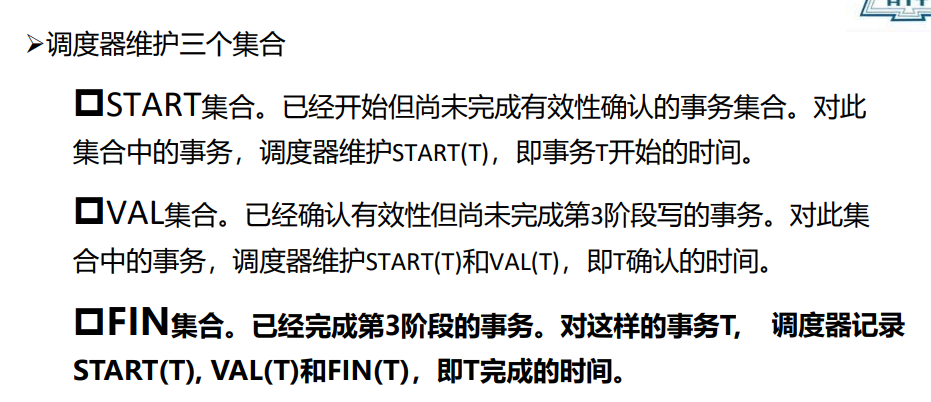 ➢调度器维护三个集合
❑START集合。已经开始但尚未完成有效性确认的事务集合。对此
集合中的事务，调度器维护START(T)，即事务T开始的时间。
❑VAL集合。已经确认有效性但尚未完成第3阶段写的事务。对此集
合中的事务，调度器维护START(T)和VAL(T)，即T确认的时间。
❑FIN集合。已经完成第3阶段的事务。对这样的事务T, 调度器记录
START(T), VAL(T)和FIN(T)，即T完成的时间。